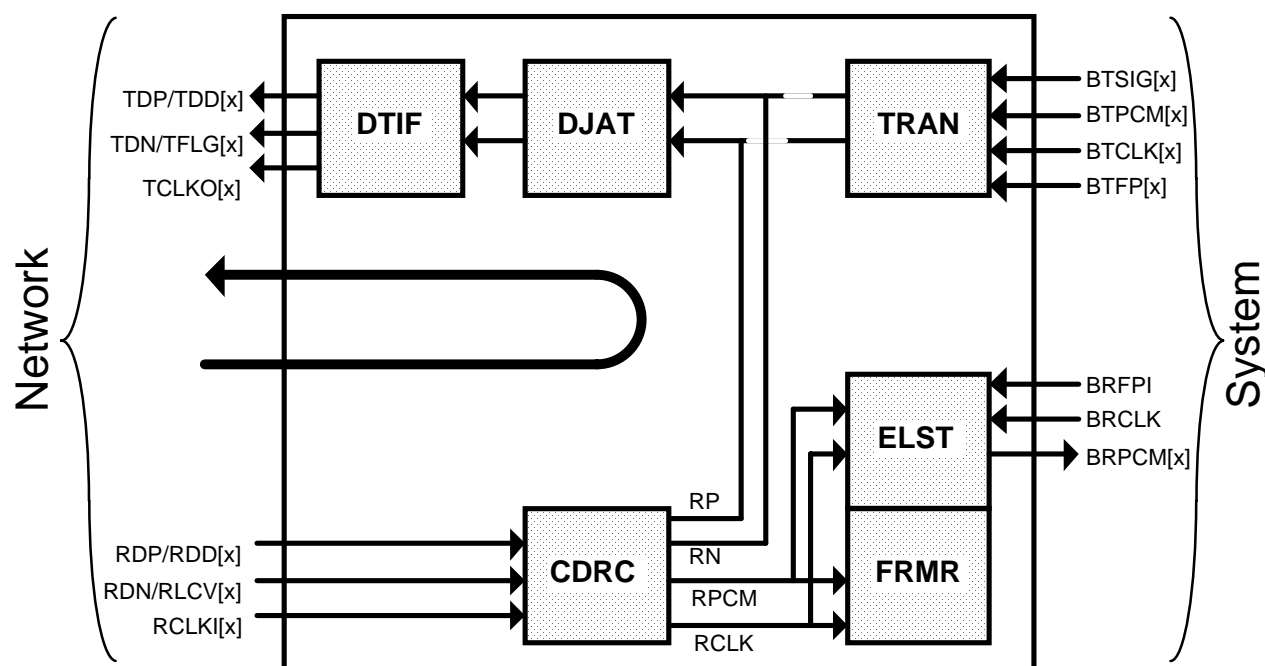 Network
System
DTIF
DJAT
TRAN
TDP/TDD[x]
TDN/TFLG[x]
TCLKO[x]
BTSIG[x]
BTPCM[x]
BTCLK[x]
BTFP[x]
BRFPI
BRCLK
BRPCM[x]
ELST
FRMR
CDRC
RP
RN
RPCM
RCLK
RDP/RDD[x]
RDN/RLCV[x]
RCLKI[x]